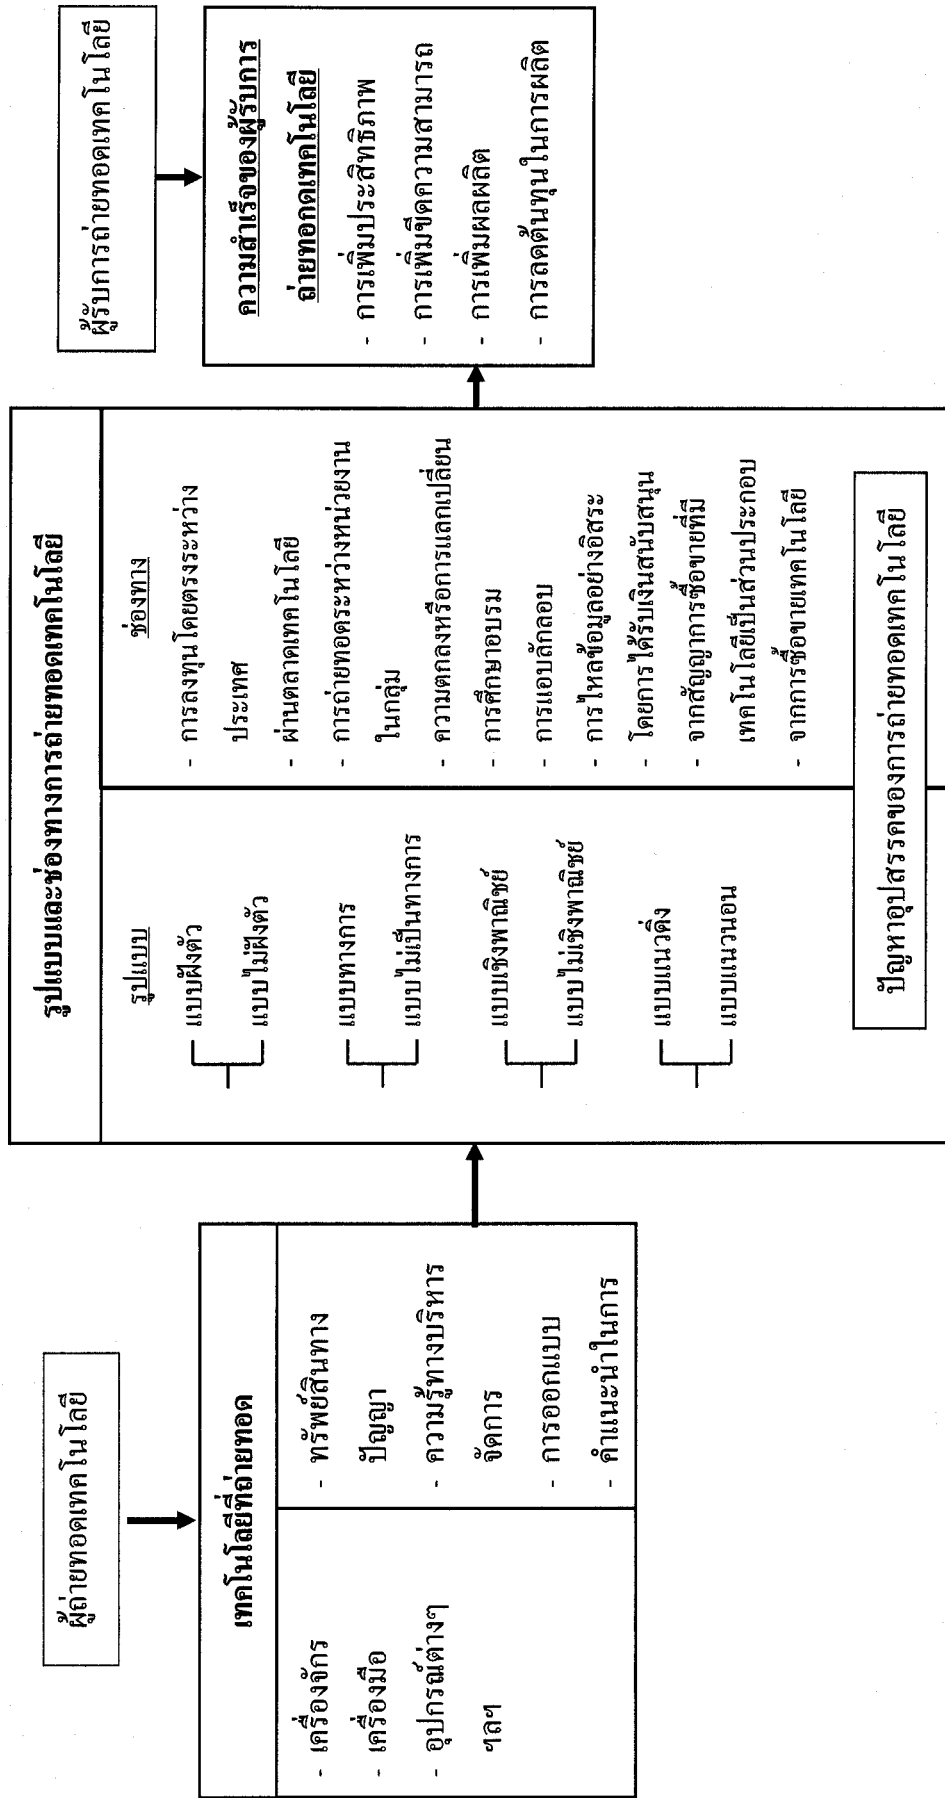 ผู้ถ่ายทอดเทคโนโลยี
เทคโนโลยีที่ถ่ายทอด
- เครื่องจักร
- เครื่องมือ
- อุปกรณ์ต่างๆ
ฯลฯ
- ทรัพย์สินทาง
ปัญญา
- ความรู้ทางบริหาร
จัดการ
- การออกแบบ
- คำแนะนำในการ
รูปแบบและช่องทางการถ่ายทอดเทคโนโลยี
รูปแบบ
แบบฝังตัว
แบบไม่ฝังตัว
แบบทางการ
แบบไม่เป็นทางการ
แบบเชิงพาณิชย์
แบบไม่เชิงพาณิชย์
แบบแนวดิ่ง
แบบแนวนอน
ช่องทาง
- การลงทุนโดยตรงระหว่าง
ประเทศ
- ผ่านตลาดเทคโนโลยี
- การถ่ายทอดระหว่างหน่วยงาน
ในกลุ่ม
- ความตกลงหรือการแลกเปลี่ยน
- การศึกษาอบรม
- การแอบลักลอบ
- การไหลข้อมูลอย่างอิสระ
- โดยการได้รับเงินสนับสนุน
- จากสัญญาการซื้อขายที่มี
เทคโนโลยีเป็นส่วนประกอบ
- จากการซื้อขายเทคโนโลยี
ปัญหาอุปสรรคของการถ่ายทอดเทคโนโลยี
ผู้รับการถ่ายทอดเทคโนโลยี
ความสำเร็จของผู้รับการ
ถ่ายทอกดเทคโนโลยี
- การเพิ่มประสิทธิภาพ
- การเพิ่มขีดความสามารถ
- การเพิ่มผลผลิต
- การลดต้นทุนในการผลิต